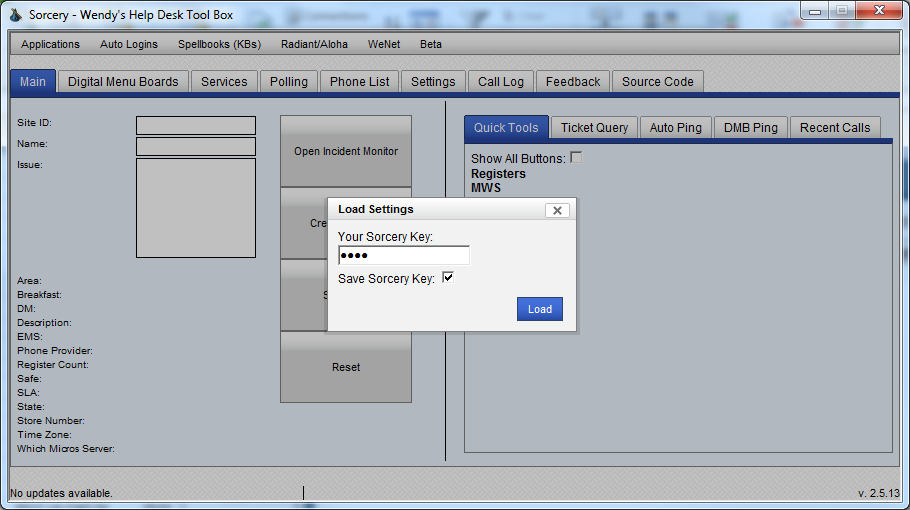 Sorcery - Wendy's Help Desk Tool Box
Applications Auto Logins Spellbooks (KBs) Radiant/Aloha WeNet Beta
Main Digital Menu Boards Services Polling Phone List Settings Call Log Feedback Source Code
Site ID:
Name:
Issue:
Area:
Breakfast:
DM:
Description:
EMS:
Phone Provider:
Register Count:
Safe:
SLA:
State:
Store Number:
Time Zone:
Which Micros Server:
Open Incident Monitor
Cre
S
Reset
Load Settings
Your Sorcery Key:
●●●●
Save Sorcery Key:
Load
Quick Tools Ticket Query Auto Ping DMB Ping Recent Calls
Show All Buttons:
Registers
MWS
No updates available.
v. 2.5.13